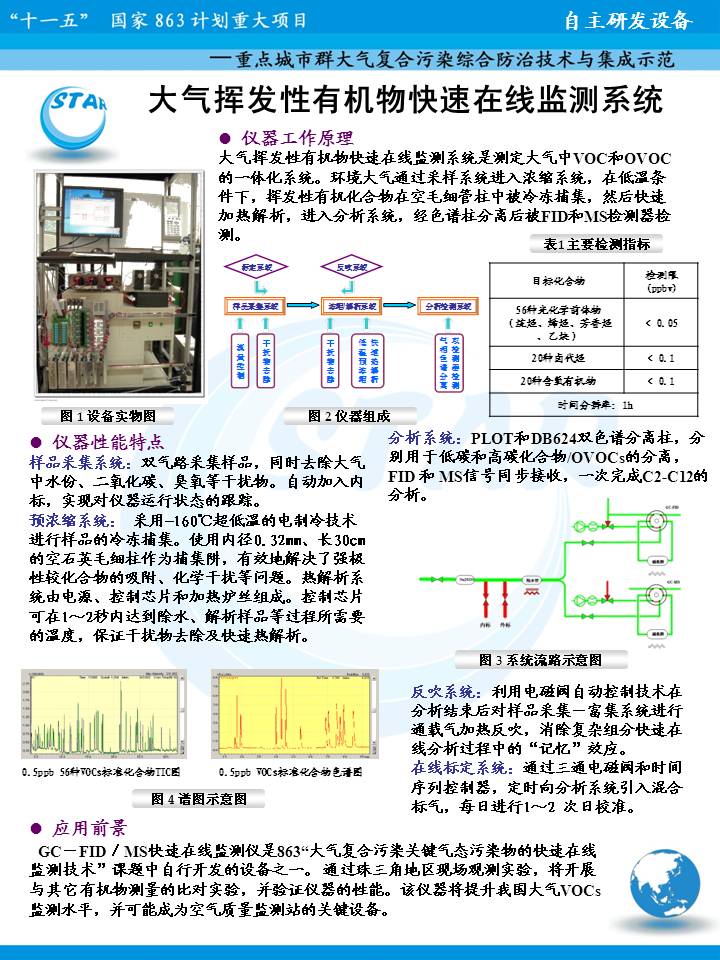 “十一五” 国家 863 计划重大项目
自主研发设备
—重点城市群大气复合污染综合防治技术与集成示范
STAR
大气挥发性有机物快速在线监测系统
● 仪器工作原理
大气挥发性有机物快速在线监测系统是测定大气中VOC和OVOC
的一体化系统。环境大气通过采样系统进入浓缩系统，在低温条
件下，挥发性有机化合物在空毛细管柱中被冷冻捕集，然后快速
加热解析，进入分析系统，经色谱柱分离后被FID和MS检测器检
测。
表1 主要检测指标
目标化合物
检测限
(ppbv)
56种光化学前体物
（烷烃、烯烃、芳香烃
、乙炔）
< 0.05
20种卤代烃
< 0.1
20种含氧有机物
< 0.1
时间分辨率: 1h
标定系统
反吹系统
样品采集系统
浓缩解析系统
分析检测系统
流量控制
干扰物去除
干扰物去除
低温预浓缩
快速热解析
气相色谱分离
双检测器检测
图 1 设备实物图
图 2 仪器组成
● 仪器性能特点
样品采集系统：双气路采集样品，同时去除大气
中水份、二氧化碳、臭氧等干扰物。自动加入内
标，实现对仪器运行状态的跟踪。
预浓缩系统： 采用-160℃超低温的电制冷技术
进行样品的冷冻捕集。使用内径0.32mm、长30cm
的空石英毛细柱作为捕集阱，有效地解决了强极
性较化合物的吸附、化学干扰等问题。热解析系
统由电源、控制芯片和加热炉丝组成。控制芯片
可在1～2秒内达到除水、解析样品等过程所需要
的温度，保证干扰物去除及快速热解析。
分析系统：PLOT和DB624双色谱分离柱，分
别用于低碳和高碳化合物/OVOCs的分离，
FID 和 MS信号同步接收，一次完成C2-C12的
分析。
GC-FID
GC-MS
内标
外标
图 3 系统流路示意图
0.5ppb 56种VOCs标准化合物TIC图
0.5ppb VOCs标准化合物色谱图
图 4 谱图示意图
反吹系统：利用电磁阀自动控制技术在
分析结束后对样品采集－富集系统进行
通载气加热反吹，消除复杂组分快速在
线分析过程中的“记忆”效应。
在线标定系统：通过三通电磁阀和时间
序列控制器，定时向分析系统引入混合
标气，每日进行1～2 次日校准。
● 应用前景
GC－FID / MS快速在线监测仪是863“大气复合污染关键气态污染物的快速在线
监测技术”课题中自行开发的设备之一。 通过珠三角地区现场观测实验，将开展
与其它有机物测量的比对实验，并验证仪器的性能。该仪器将提升我国大气VOCs
监测水平，并可能成为空气质量监测站的关键设备。